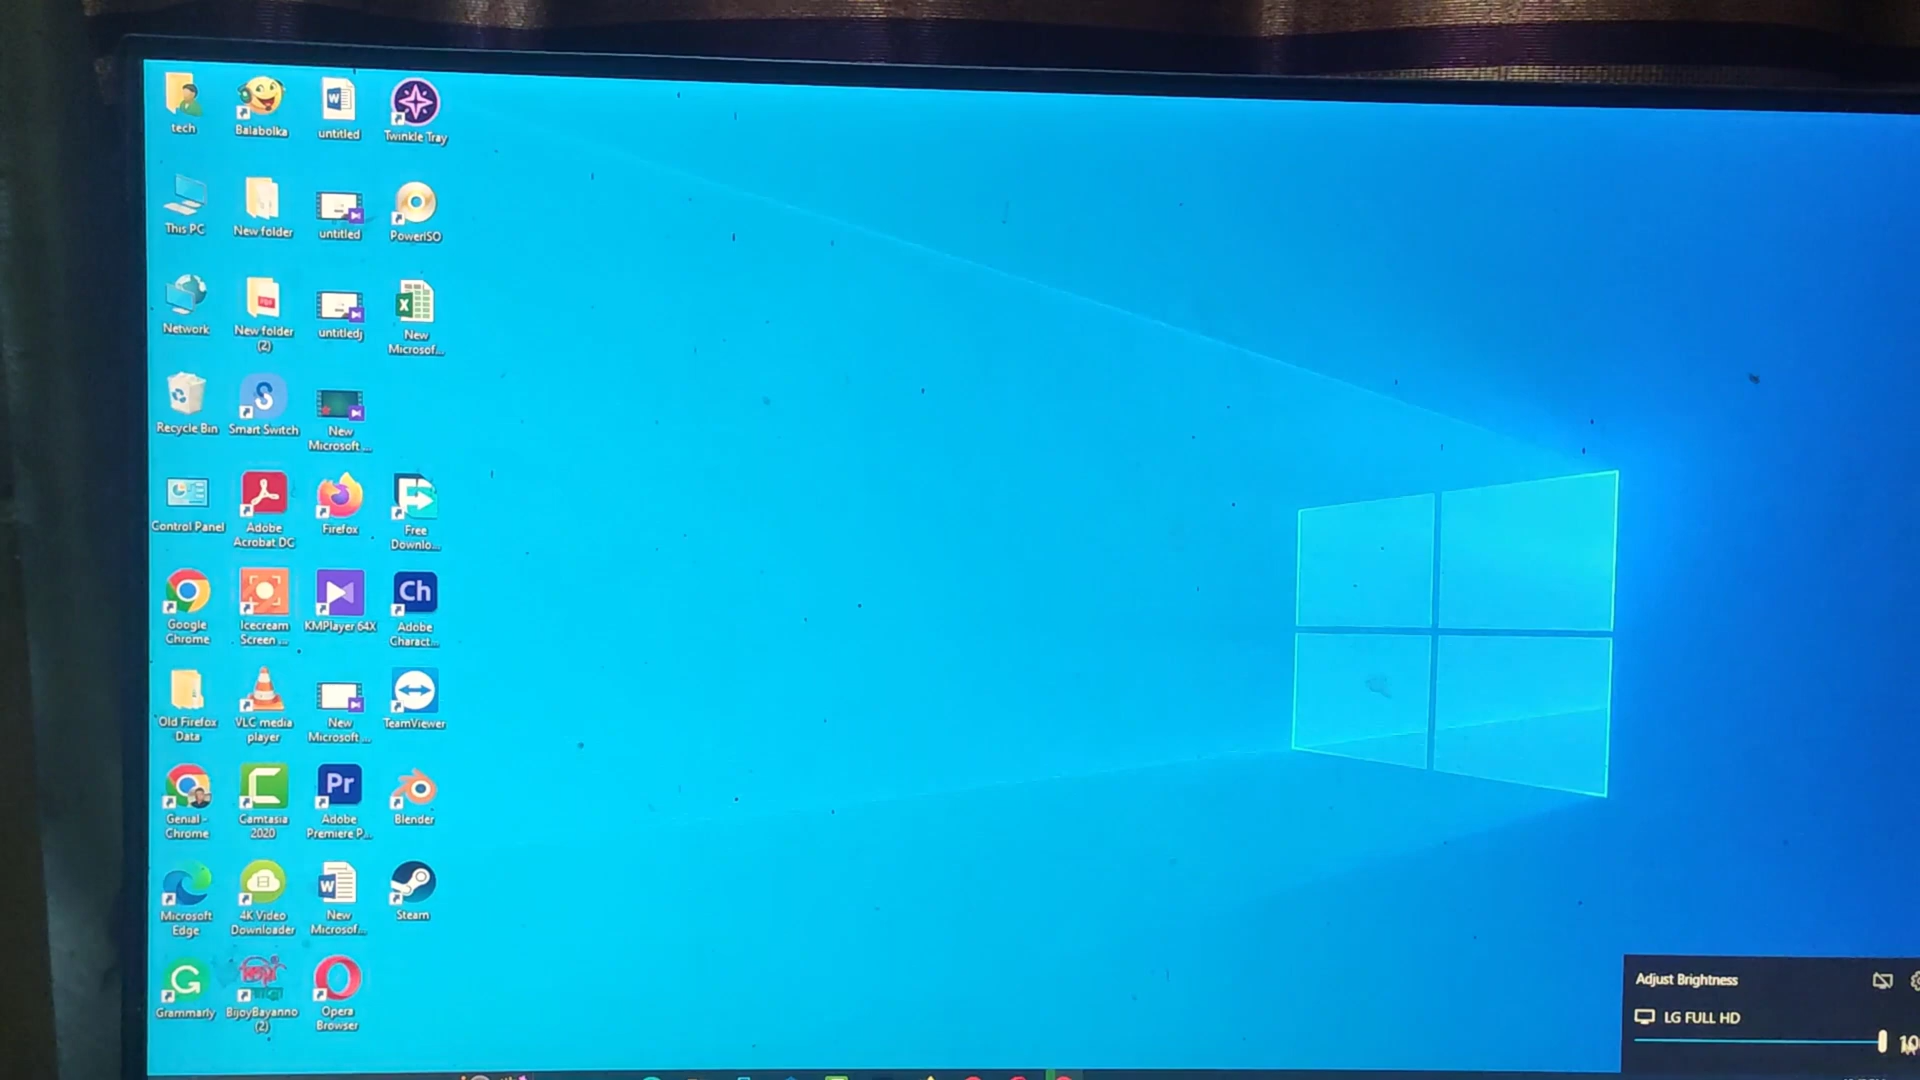 tech
Balabolka
untitled
Twinkle Tray
This PC
New folder
untitled
PowerISO
Network
New folder
(2)
untitledj
New
Microsof...
Recycle Bin
Smart Switch
New
Microsoft ...
Control Panel
Adobe
Acrobat DC
Firefox
Free
Downlo...
Google
Chrome
Icecream
Screen ...
KMPlayer 64X
Ch
Adobe
Charact...
Old Firefox
Data
VLC media
player
New
Microsoft ...
TeamViewer
Genial -
Chrome
Camtasia
2020
Pr
Adobe
Premiere P...
Blender
Microsoft
Edge
4K Video
Downloader
New
Microsof...
Steam
Grammarly
BijoyBayanno
(2)
Opera
Browser
Adjust Brightness
LG FULL HD